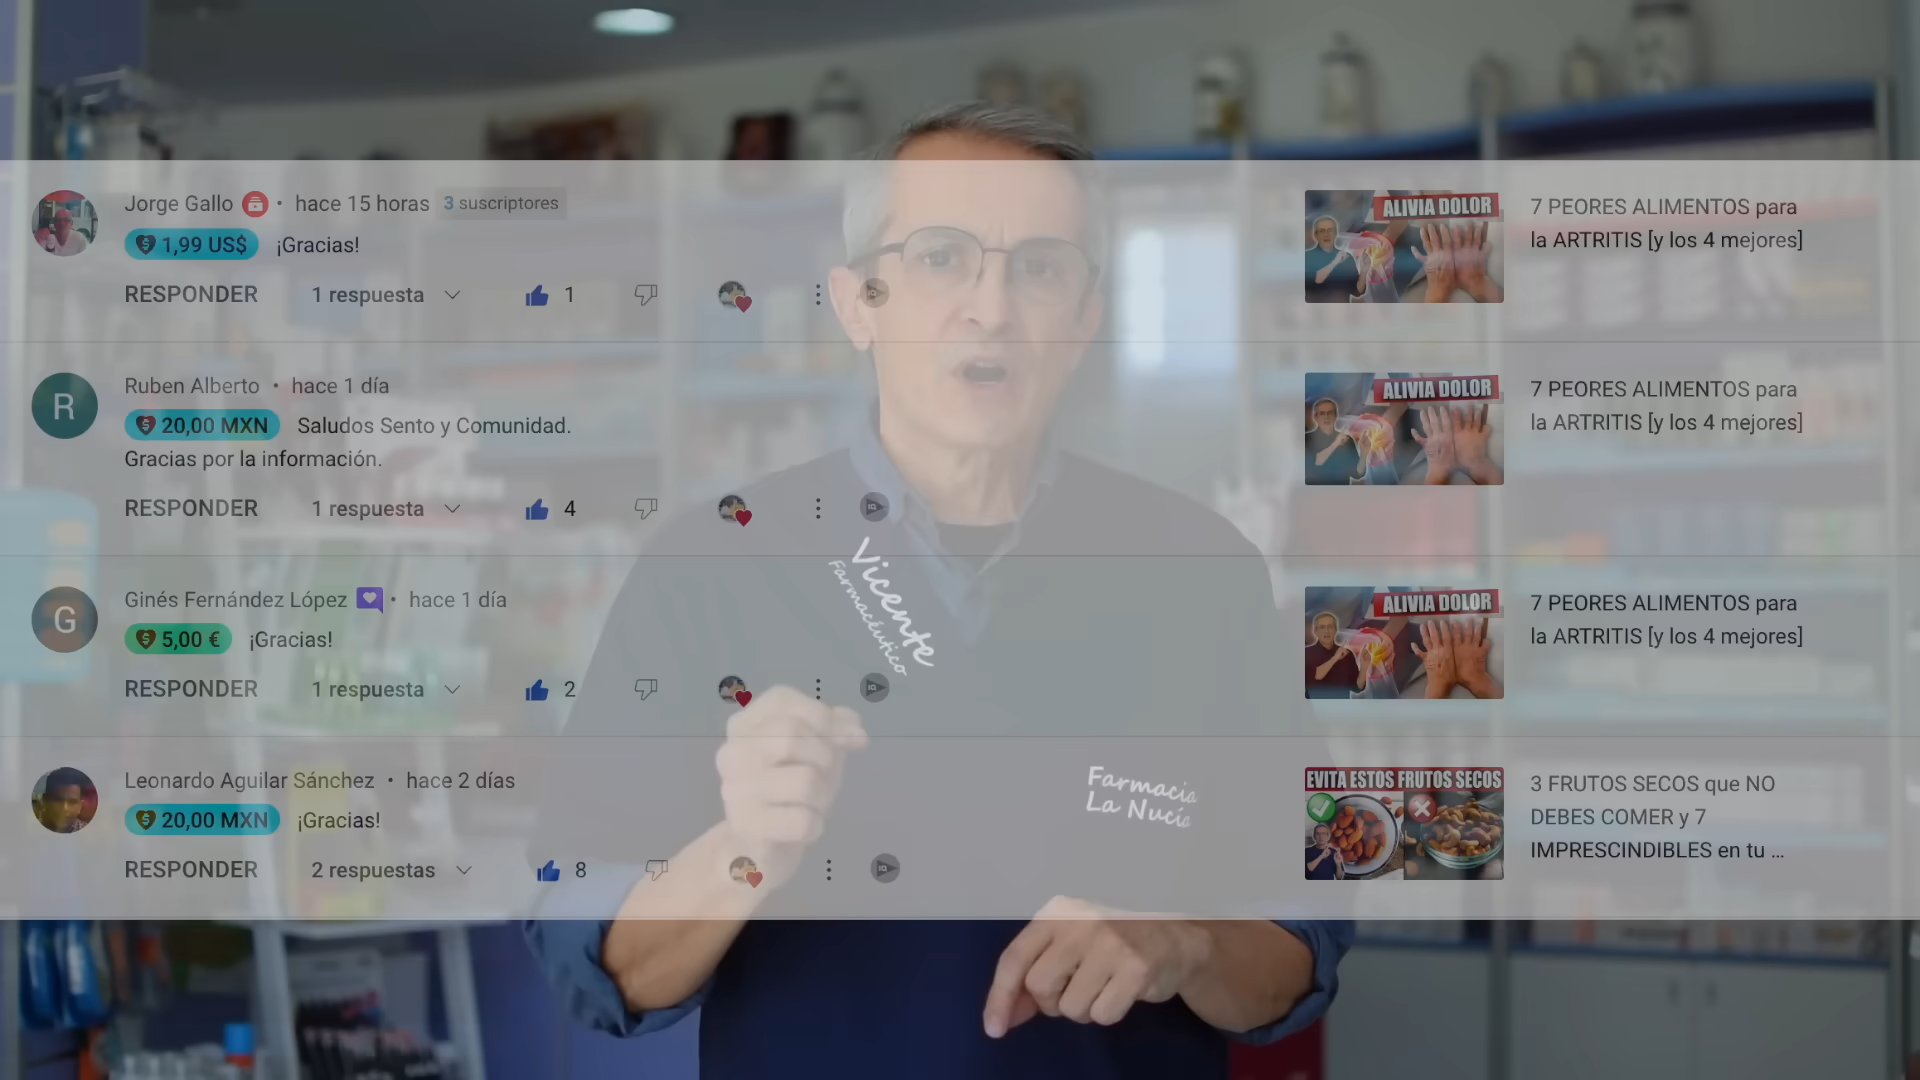 Jorge Gallo • hace 15 horas 3 suscriptores
1,99 US$ ¡Gracias!
RESPONDER 1 respuesta 1
ALIVIA DOLOR
7 PEORES ALIMENTOS para
la ARTRITIS [y los 4 mejores]
R
Ruben Alberto • hace 1 día
20,00 MXN Saludos Sento y Comunidad.
Gracias por la información.
RESPONDER 1 respuesta 4
ALIVIA DOLOR
7 PEORES ALIMENTOS para
la ARTRITIS [y los 4 mejores]
G
Ginés Fernández López • hace 1 día
5,00 € ¡Gracias!
RESPONDER 1 respuesta 2
ALIVIA DOLOR
7 PEORES ALIMENTOS para
la ARTRITIS [y los 4 mejores]
Leonardo Aguilar Sánchez • hace 2 días
20,00 MXN ¡Gracias!
RESPONDER 2 respuestas 8
EVITA ESTOS FRUTOS SECOS
3 FRUTOS SECOS que NO
DEBES COMER y 7
IMPRESCINDIBLES en tu ...
Vicente
Farmacéutico
Farmacia
La Nucía